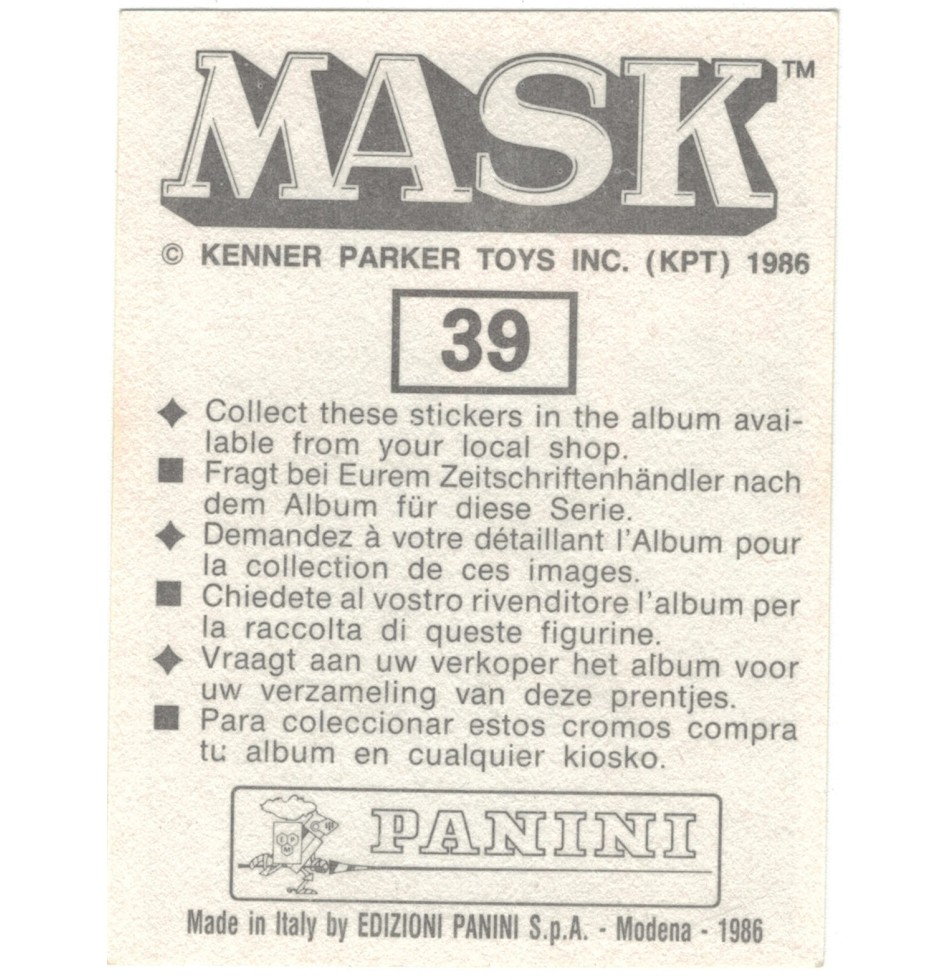 MASK™
© KENNER PARKER TOYS INC. (KPT) 1986
39
✦ Collect these stickers in the album avai-
lable from your local shop.
■ Fragt bei Eurem Zeitschriftenhändler nach
dem Album für diese Serie.
✦ Demandez à votre détaillant l'Album pour
la collection de ces images.
■ Chiedete al vostro rivenditore l'album per
la raccolta di queste figurine.
✦ Vraagt aan uw verkoper het album voor
uw verzameling van deze prentjes.
■ Para coleccionar estos cromos compra
tu album en cualquier kiosko.
PANINI
Made in Italy by EDIZIONI PANINI S.p.A. - Modena - 1986